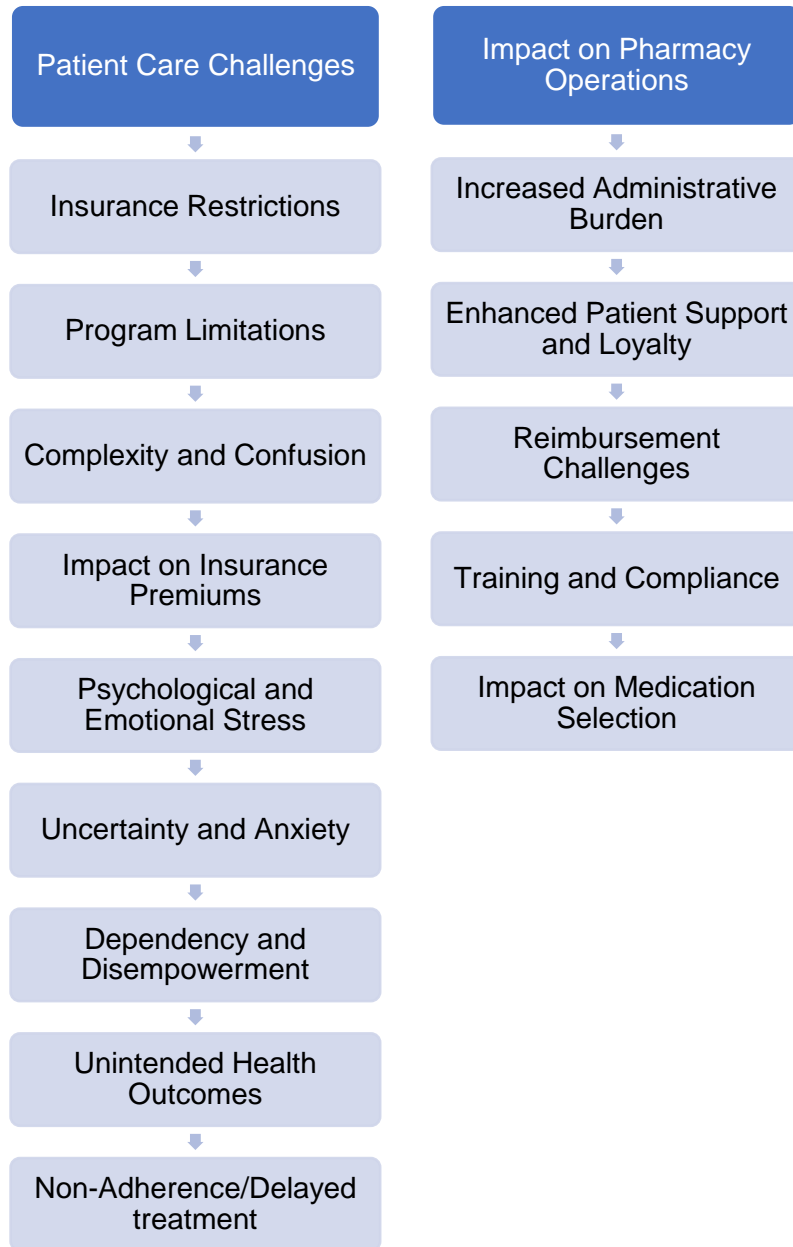 Patient Care Challenges
Insurance Restrictions
Program Limitations
Complexity and Confusion
Impact on Insurance
Premiums
Psychological and
Emotional Stress
Uncertainty and Anxiety
Dependency and
Disempowerment
Unintended Health
Outcomes
Non-Adherence/Delayed
treatment
Impact on Pharmacy
Operations
Increased Administrative
Burden
Enhanced Patient Support
and Loyalty
Reimbursement
Challenges
Training and Compliance
Impact on Medication
Selection